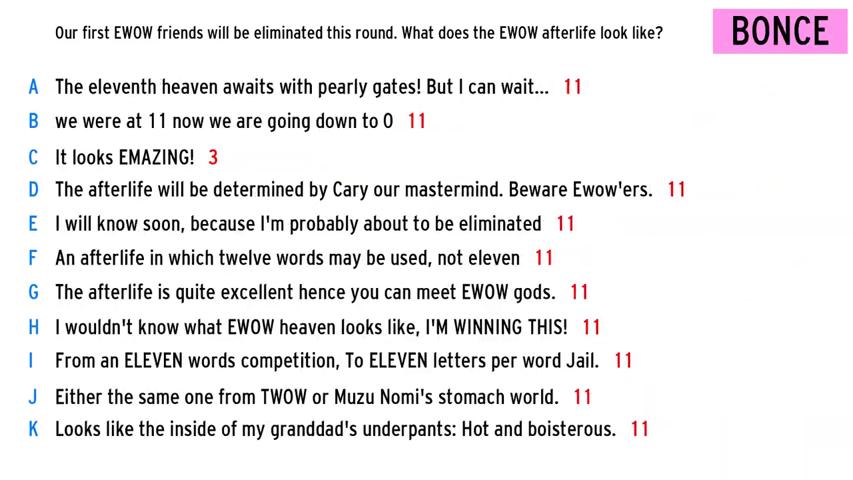 Our first EWOW friends will be eliminated this round. What does the EWOW afterlife look like?
BONCE
A The eleventh heaven awaits with pearly gates! But I can wait... 11
B we were at 11 now we are going down to 0 11
C It looks EMAZING! 3
D The afterlife will be determined by Cary our mastermind. Beware Ewow'ers. 11
E I will know soon, because I'm probably about to be eliminated 11
F An afterlife in which twelve words may be used, not eleven 11
G The afterlife is quite excellent hence you can meet EWOW gods. 11
H I wouldn't know what EWOW heaven looks like, I'M WINNING THIS! 11
I From an ELEVEN words competition, To ELEVEN letters per word Jail. 11
J Either the same one from TWOW or Muzu Nomi's stomach world. 11
K Looks like the inside of my granddad's underpants: Hot and boisterous. 11